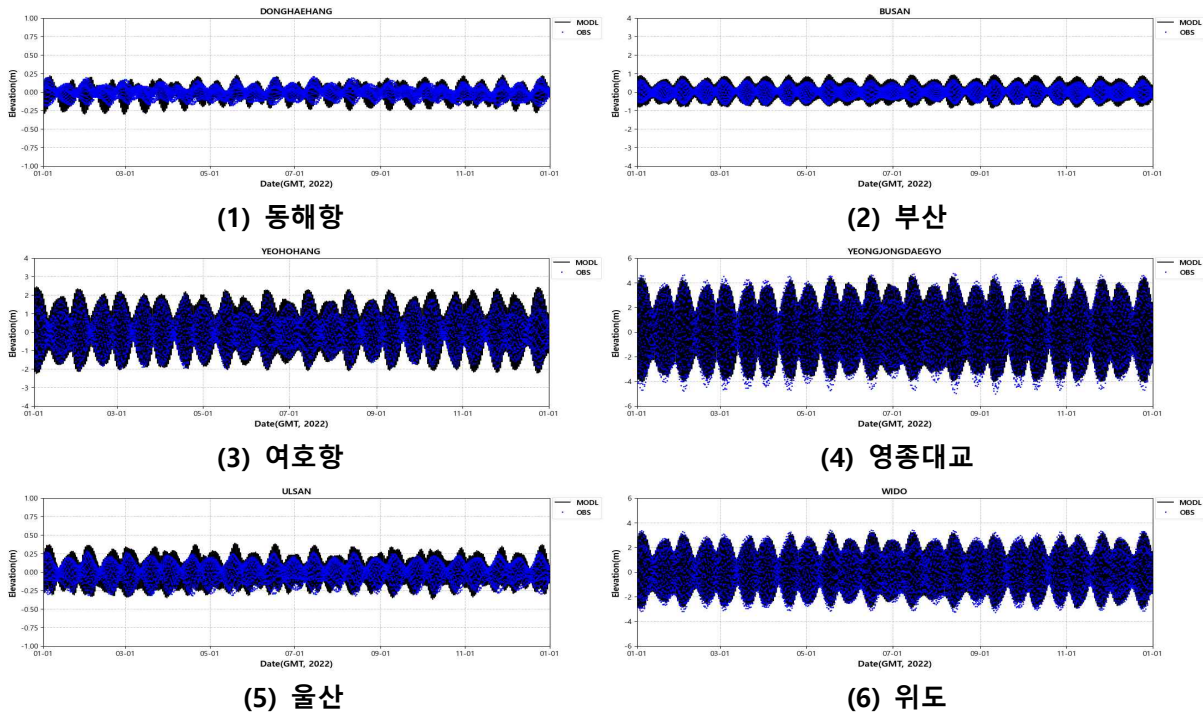 DONGHAEHANG
MODL
OBS
Elevation(m)
1.00
0.75
0.50
0.25
0.00
-0.25
-0.50
-0.75
-1.00
01-01 03-01 05-01 07-01 09-01 11-01 01-01
Date(GMT, 2022)
(1) 동해항
BUSAN
MODL
OBS
Elevation(m)
4
3
2
1
0
-1
-2
-3
-4
01-01 03-01 05-01 07-01 09-01 11-01 01-01
Date(GMT, 2022)
(2) 부산
YEOHOHANG
MODL
OBS
Elevation(m)
4
3
2
1
0
-1
-2
-3
-4
01-01 03-01 05-01 07-01 09-01 11-01 01-01
Date(GMT, 2022)
(3) 여호항
YEONGJONGDAEGYO
MODL
OBS
Elevation(m)
6
4
2
0
-2
-4
-6
01-01 03-01 05-01 07-01 09-01 11-01 01-01
Date(GMT, 2022)
(4) 영종대교
ULSAN
MODL
OBS
Elevation(m)
1.00
0.75
0.50
0.25
0.00
-0.25
-0.50
-0.75
-1.00
01-01 03-01 05-01 07-01 09-01 11-01 01-01
Date(GMT, 2022)
(5) 울산
WIDO
MODL
OBS
Elevation(m)
6
4
2
0
-2
-4
-6
01-01 03-01 05-01 07-01 09-01 11-01 01-01
Date(GMT, 2022)
(6) 위도